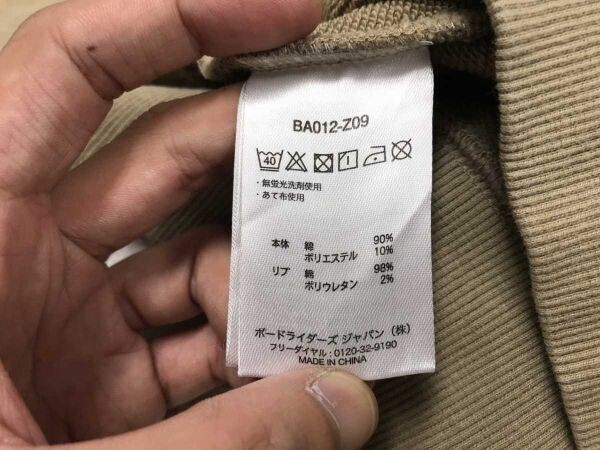 BA012-Z09
40
・無蛍光洗剤使用
・あて布使用
本体 綿 90%
ポリエステル 10%
リブ 綿 98%
ポリウレタン 2%
ボードライダーズ ジャパン（株）
フリーダイヤル：0120-32-9190
MADE IN CHINA